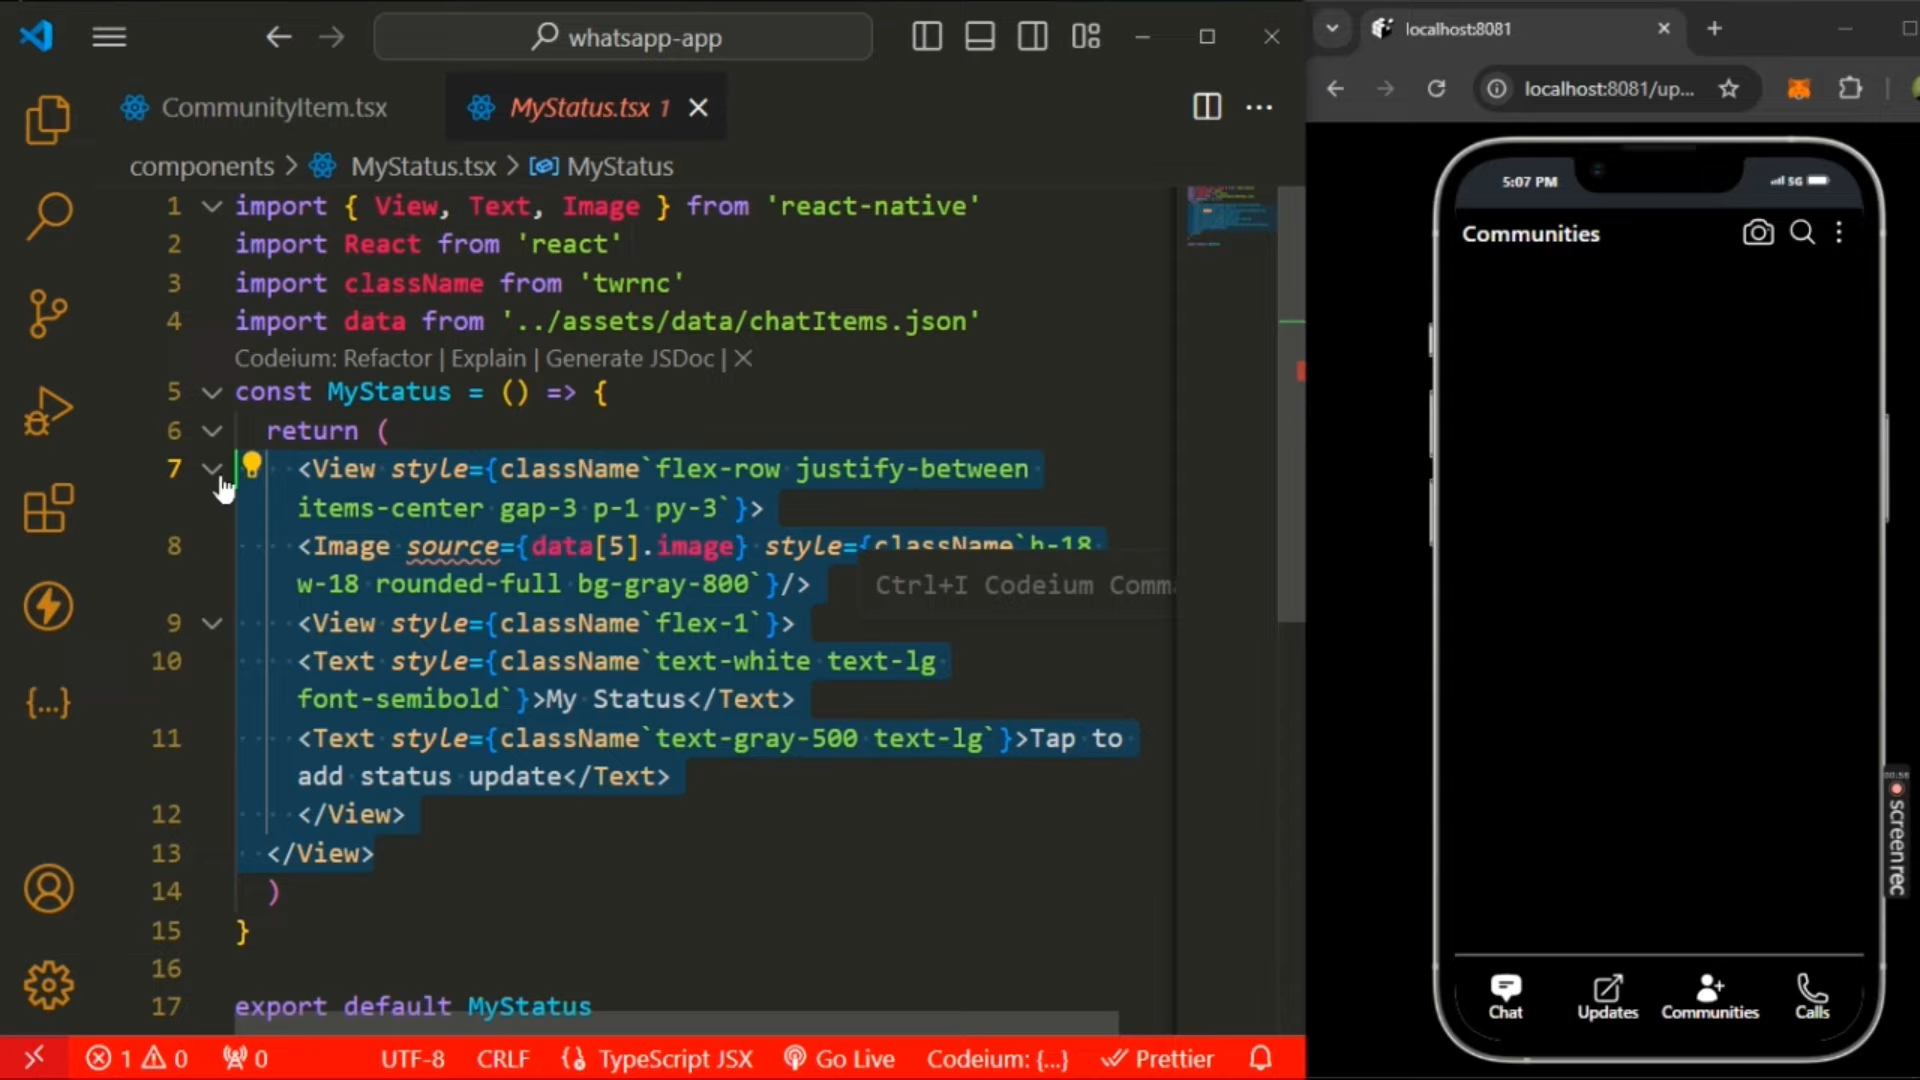 whatsapp-app
CommunityItem.tsx
MyStatus.tsx 1
components > MyStatus.tsx > MyStatus
1 import { View, Text, Image } from 'react-native'
2 import React from 'react'
3 import className from 'twrnc'
4 import data from '../assets/data/chatItems.json'
Codeium: Refactor | Explain | Generate JSDoc | ×
5 const MyStatus = () => {
6 return (
7 <View style={className`flex-row justify-between
items-center gap-3 p-1 py-3`}>
8 <Image source={data[5].image} style={className`h-18
w-18 rounded-full bg-gray-800`}/>
Ctrl+I Codeium Comma
9 <View style={className`flex-1`}>
10 <Text style={className`text-white text-lg
font-semibold`}>My Status</Text>
11 <Text style={className`text-gray-500 text-lg`}>Tap to
add status update</Text>
12 </View>
13 </View>
14 )
15 }
16
17 export default MyStatus
1 0 0 UTF-8 CRLF TypeScript JSX Go Live Codeium: {...} Prettier
localhost:8081
localhost:8081/up...
5:07 PM
5G
Communities
Chat
Updates
Communities
Calls
00:58
screenrec